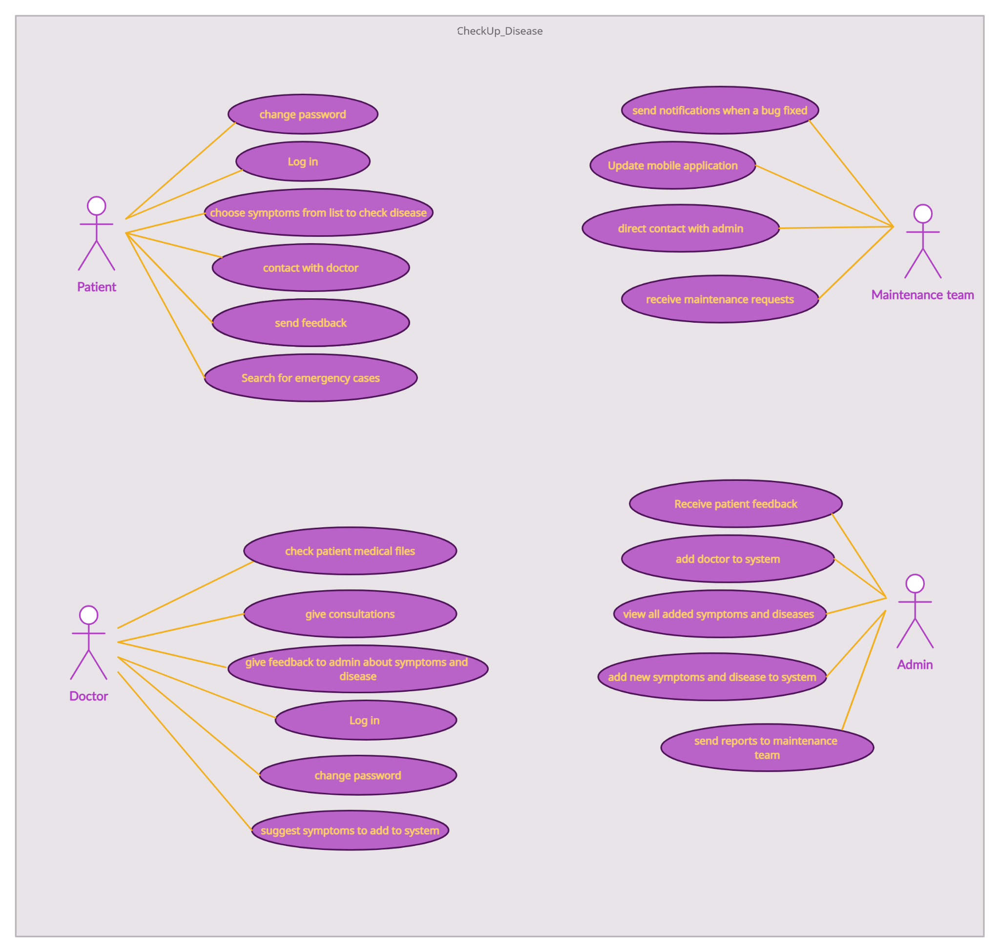 CheckUp_Disease
change password
Log in
choose symptoms from list to check disease
contact with doctor
send feedback
Search for emergency cases
Patient
send notifications when a bug fixed
Update mobile application
direct contact with admin
receive maintenance requests
Maintenance team
check patient medical files
give consultations
give feedback to admin about symptoms and
disease
Log in
change password
suggest symptoms to add to system
Doctor
Receive patient feedback
add doctor to system
view all added symptoms and diseases
add new symptoms and disease to system
send reports to maintenance
team
Admin